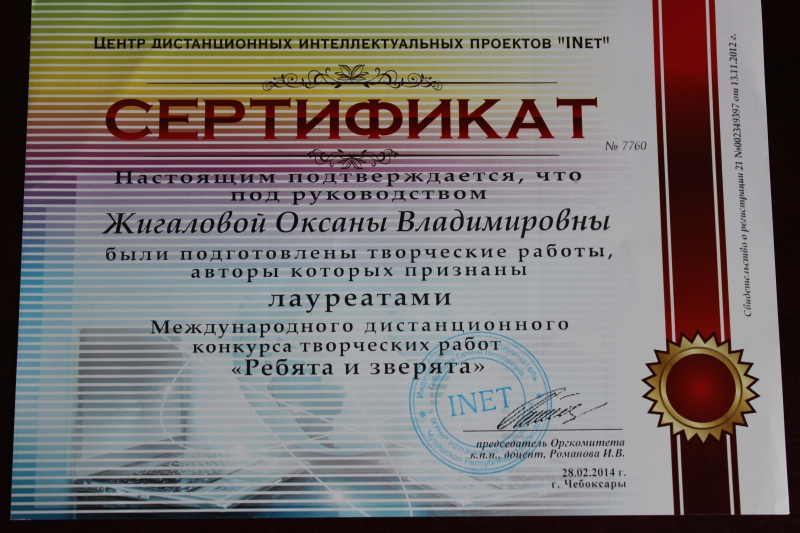 Центр дистанционных интеллектуальных проектов "INet"
СЕРТИФИКАТ
№ 7760
Настоящим подтверждается, что
под руководством
Жигаловой Оксаны Владимировны
были подготовлены творческие работы,
авторы которых признаны
лауреатами
Международного дистанционного
конкурса творческих работ
«Ребята и зверята»
INET
председатель Оргкомитета
к.п.н., доцент, Романова И.В.
28.02.2014 г.
г. Чебоксары
Свидетельство о регистрации 21 №002349397 от 13.11.2012 г.